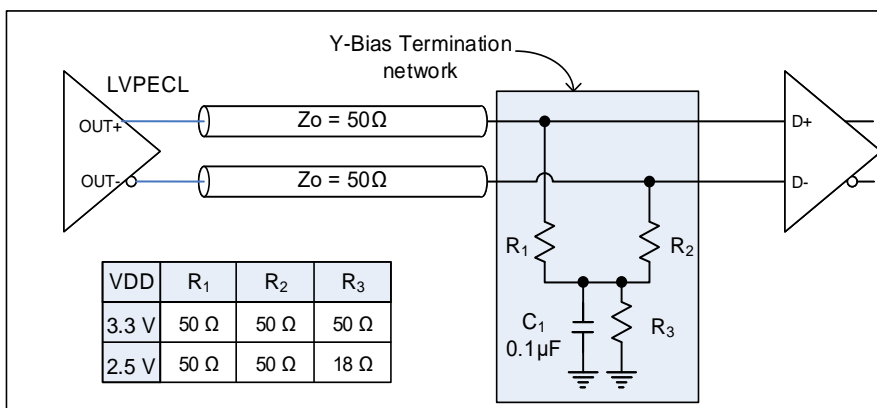 Y-Bias Termination
network
LVPECL
OUT+
Zo = 50Ω
D+
OUT-
Zo = 50Ω
D-
R1
R2
VDD R1 R2 R3
3.3 V 50 Ω 50 Ω 50 Ω
2.5 V 50 Ω 50 Ω 18 Ω
C1
0.1µF
R3